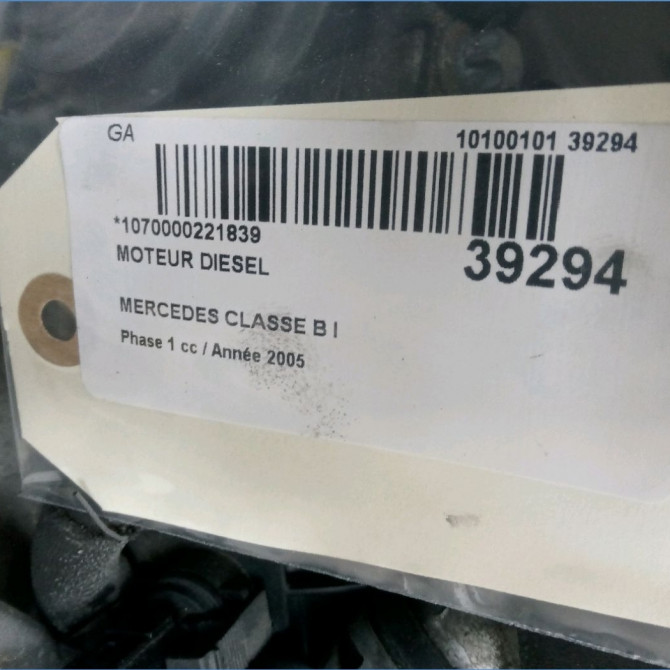 GA
10100101 39294
*1070000221839
39294
MOTEUR DIESEL
MERCEDES CLASSE B I
Phase 1 cc / Année 2005